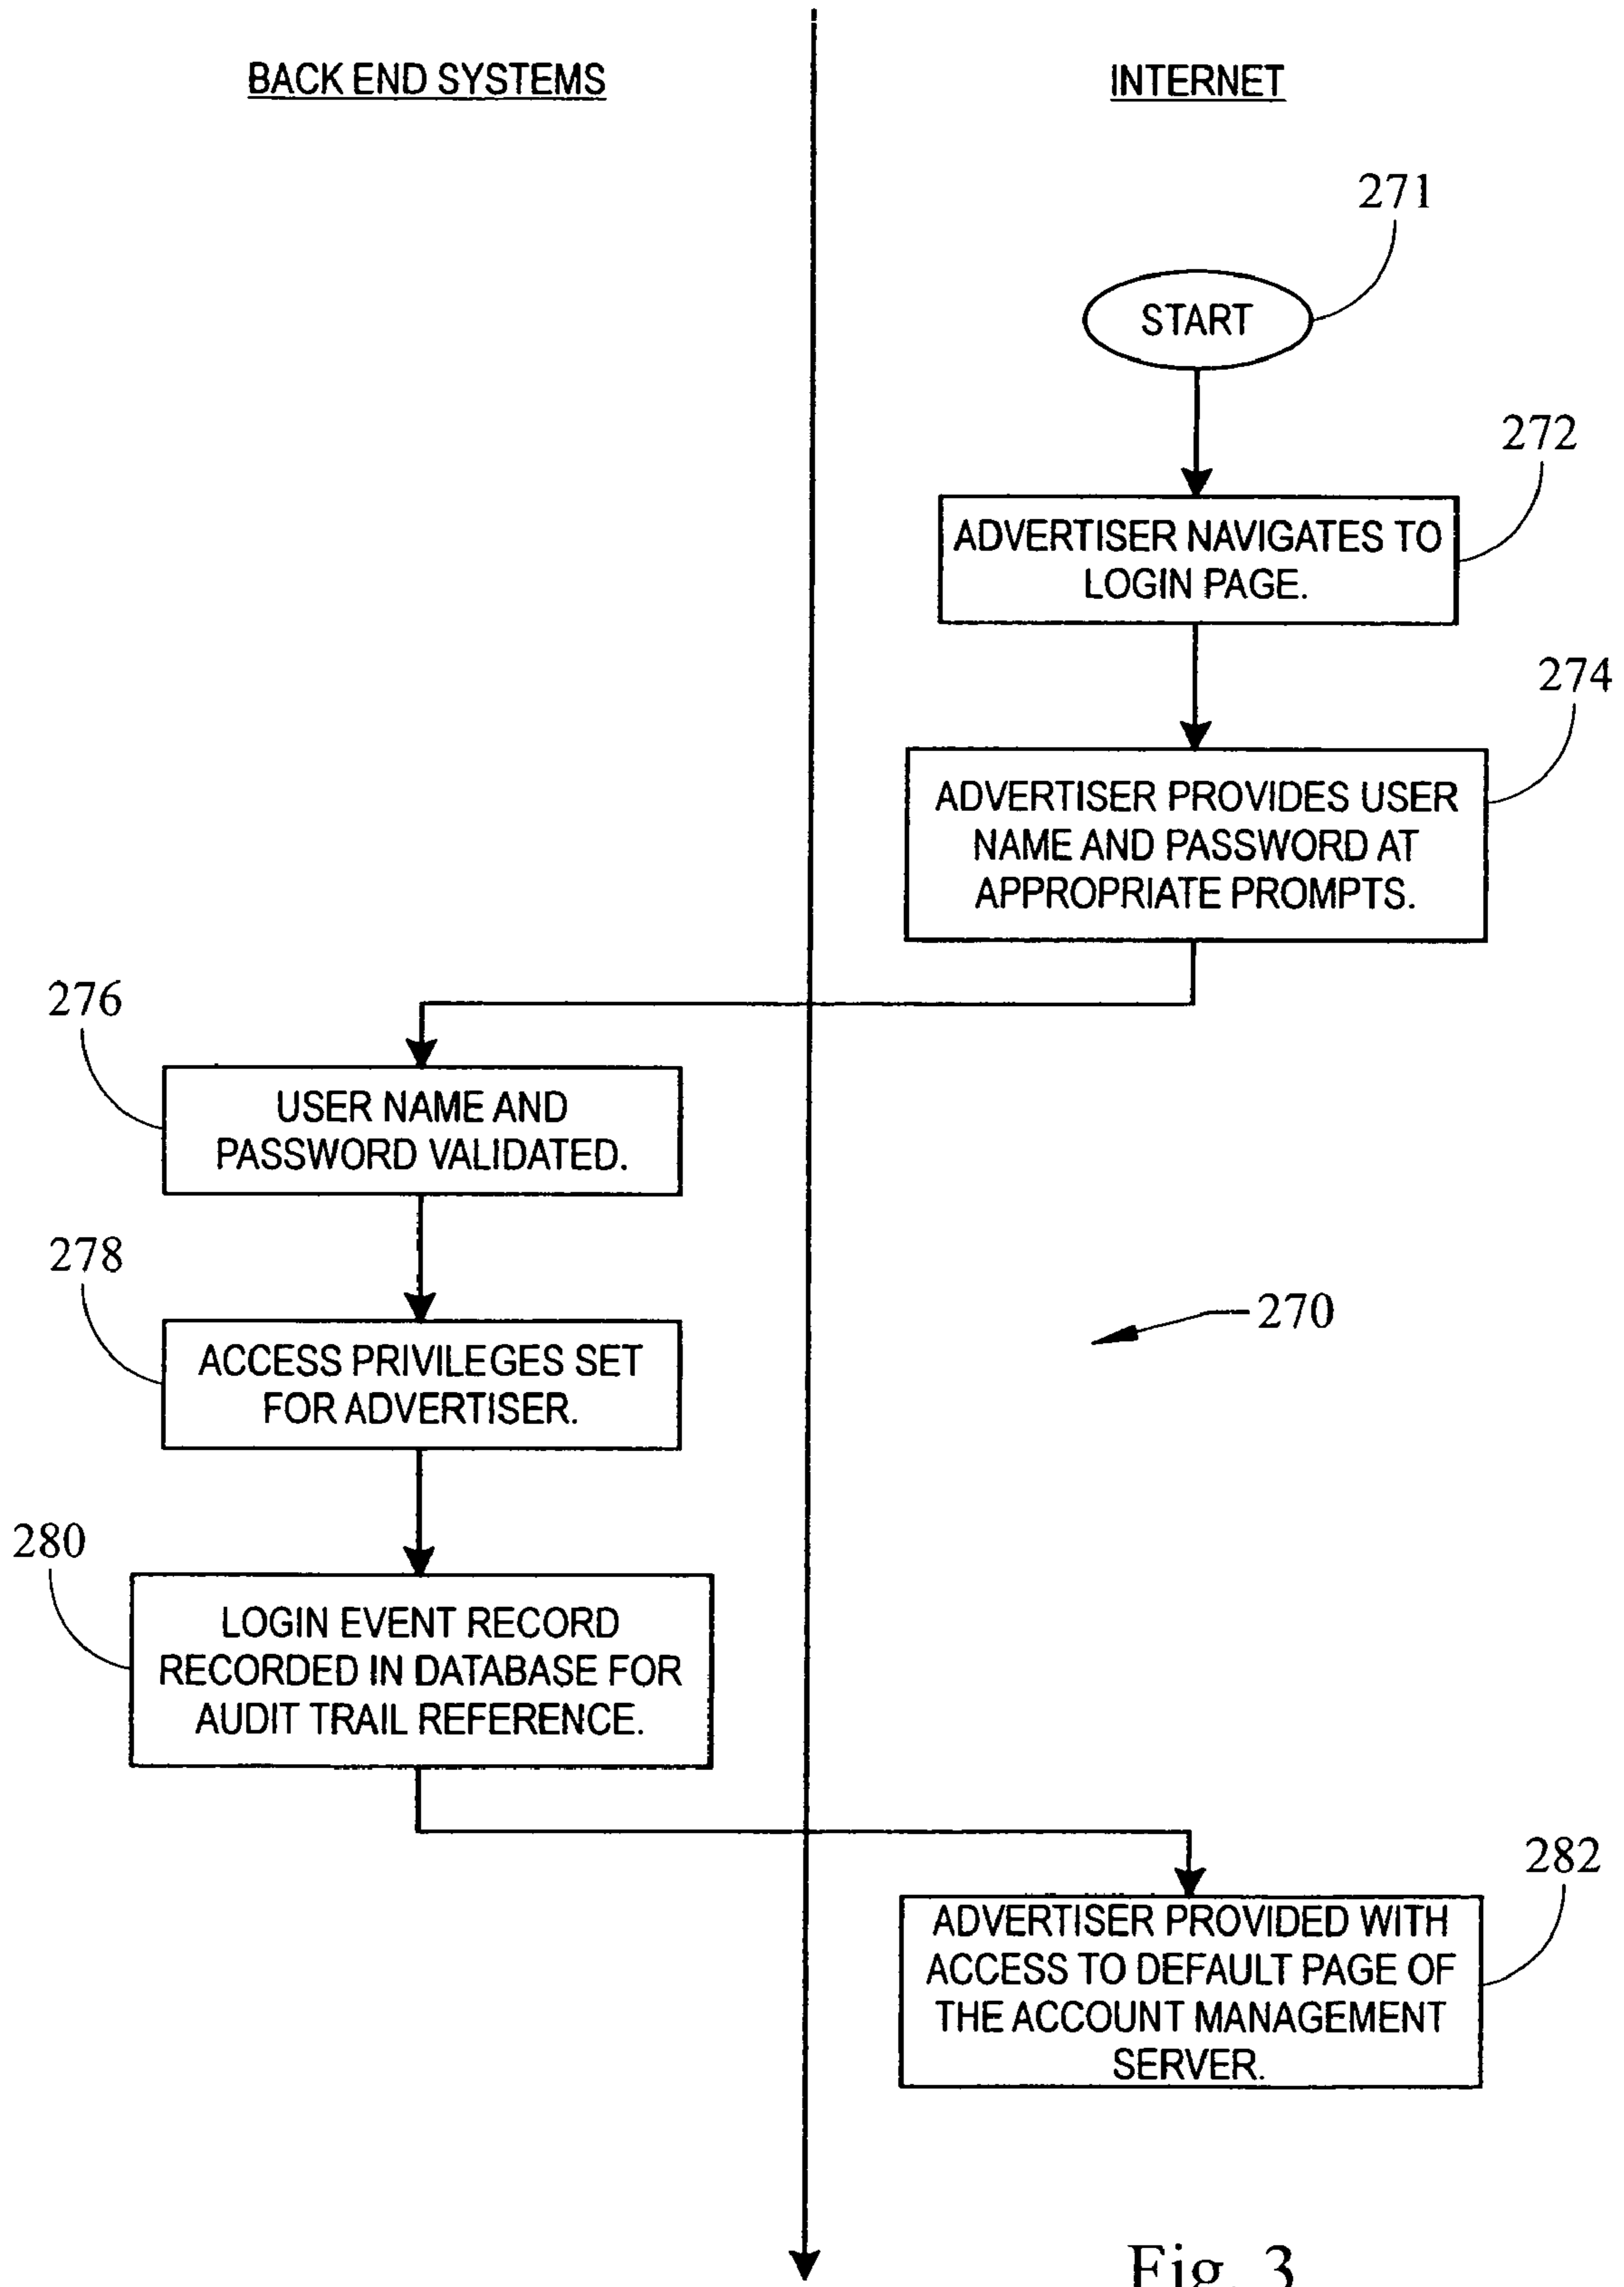 BACK END SYSTEMS
INTERNET
271
START
272
ADVERTISER NAVIGATES TO
LOGIN PAGE.
274
ADVERTISER PROVIDES USER
NAME AND PASSWORD AT
APPROPRIATE PROMPTS.
276
USER NAME AND
PASSWORD VALIDATED.
278
ACCESS PRIVILEGES SET
FOR ADVERTISER.
270
280
LOGIN EVENT RECORD
RECORDED IN DATABASE FOR
AUDIT TRAIL REFERENCE.
282
ADVERTISER PROVIDED WITH
ACCESS TO DEFAULT PAGE OF
THE ACCOUNT MANAGEMENT
SERVER.
Fig. 3